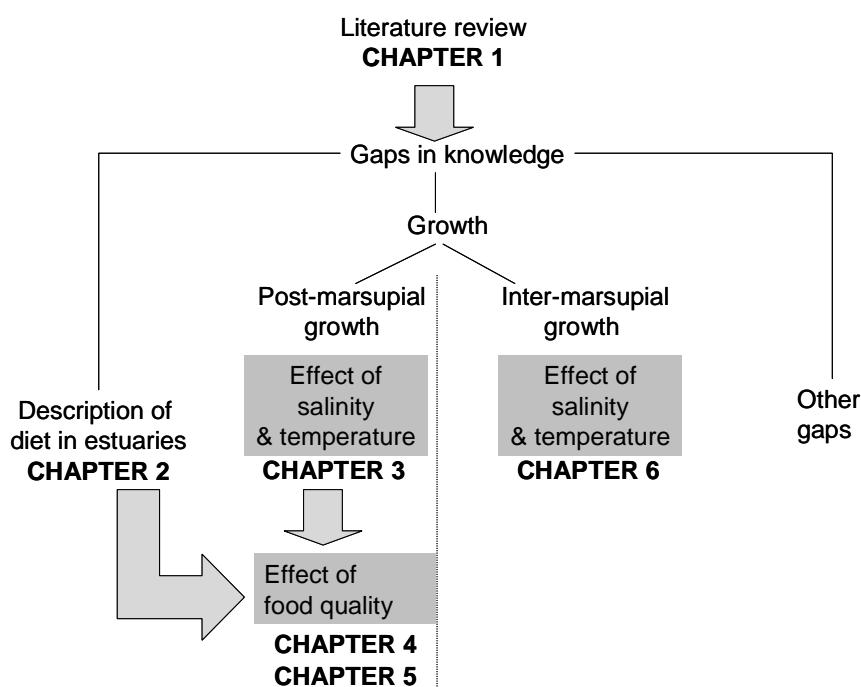 Literature review
CHAPTER 1
Gaps in knowledge
Growth
Post-marsupial
growth
Inter-marsupial
growth
Effect of
salinity
& temperature
CHAPTER 3
Effect of
salinity
& temperature
CHAPTER 6
Description of
diet in estuaries
CHAPTER 2
Other
gaps
Effect of
food quality
CHAPTER 4
CHAPTER 5